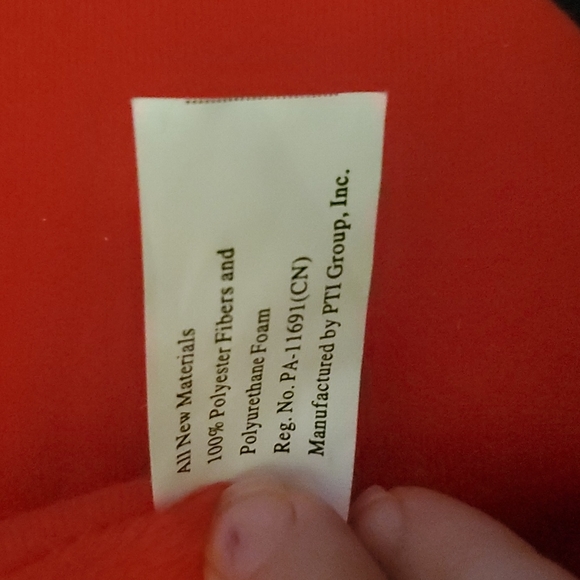 All New Materials
100% Polyester Fibers and
Polyurethane Foam
Reg. No. PA-11691(CN)
Manufactured by PTI Group, Inc.